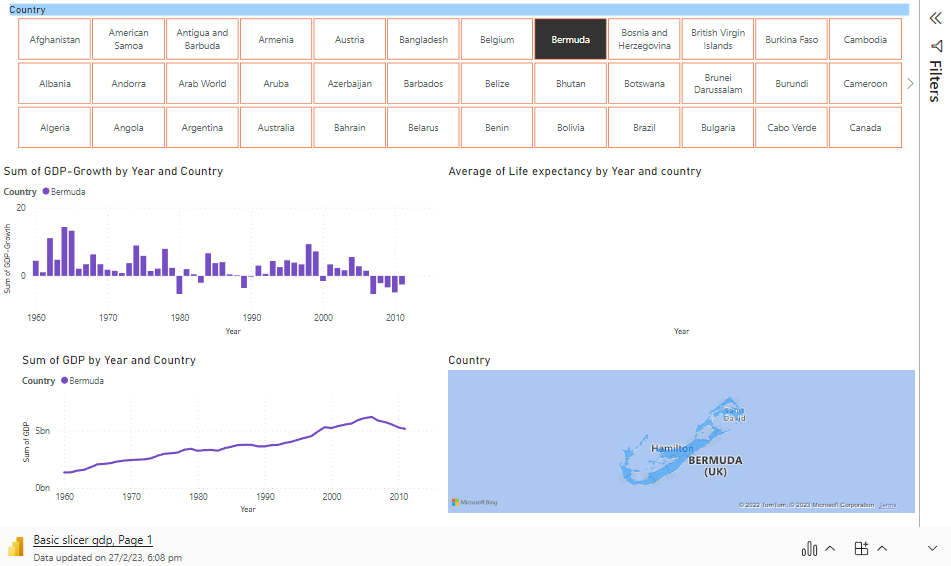 Country
Afghanistan
American
Samoa
Antigua and
Barbuda
Armenia
Austria
Bangladesh
Belgium
Bermuda
Bosnia and
Herzegovina
British Virgin
Islands
Burkina Faso
Cambodia
Albania
Andorra
Arab World
Aruba
Azerbaijan
Barbados
Belize
Bhutan
Botswana
Brunei
Darussalam
Burundi
Cameroon
Algeria
Angola
Argentina
Australia
Bahrain
Belarus
Benin
Bolivia
Brazil
Bulgaria
Cabo Verde
Canada
Filters
Sum of GDP-Growth by Year and Country
Country Bermuda
Sum of GDP-Growth
20
0
1960 1970 1980 1990 2000 2010
Year
Average of Life expectancy by Year and country
Year
Sum of GDP by Year and Country
Country Bermuda
Sum of GDP
5bn
0bn
1960 1970 1980 1990 2000 2010
Year
Country
Saint
David
Hamilton
BERMUDA
(UK)
Microsoft Bing
© 2022 TomTom, © 2023 Microsoft Corporation Terms
Basic slicer gdp, Page 1
Data updated on 27/2/23, 6:08 pm